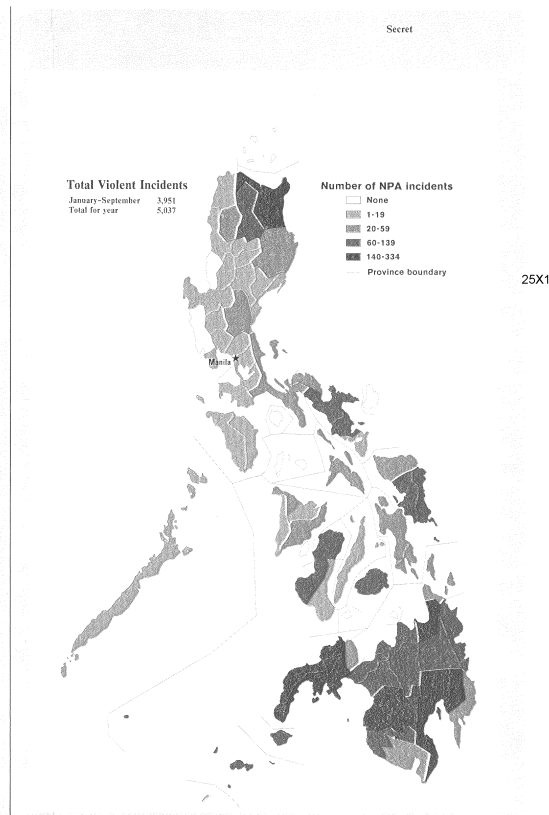 Secret
Total Violent Incidents
January-September 3,951
Total for year 5,037
Number of NPA incidents
None
1-19
20-59
60-139
140-334
Province boundary
25X1
Manila